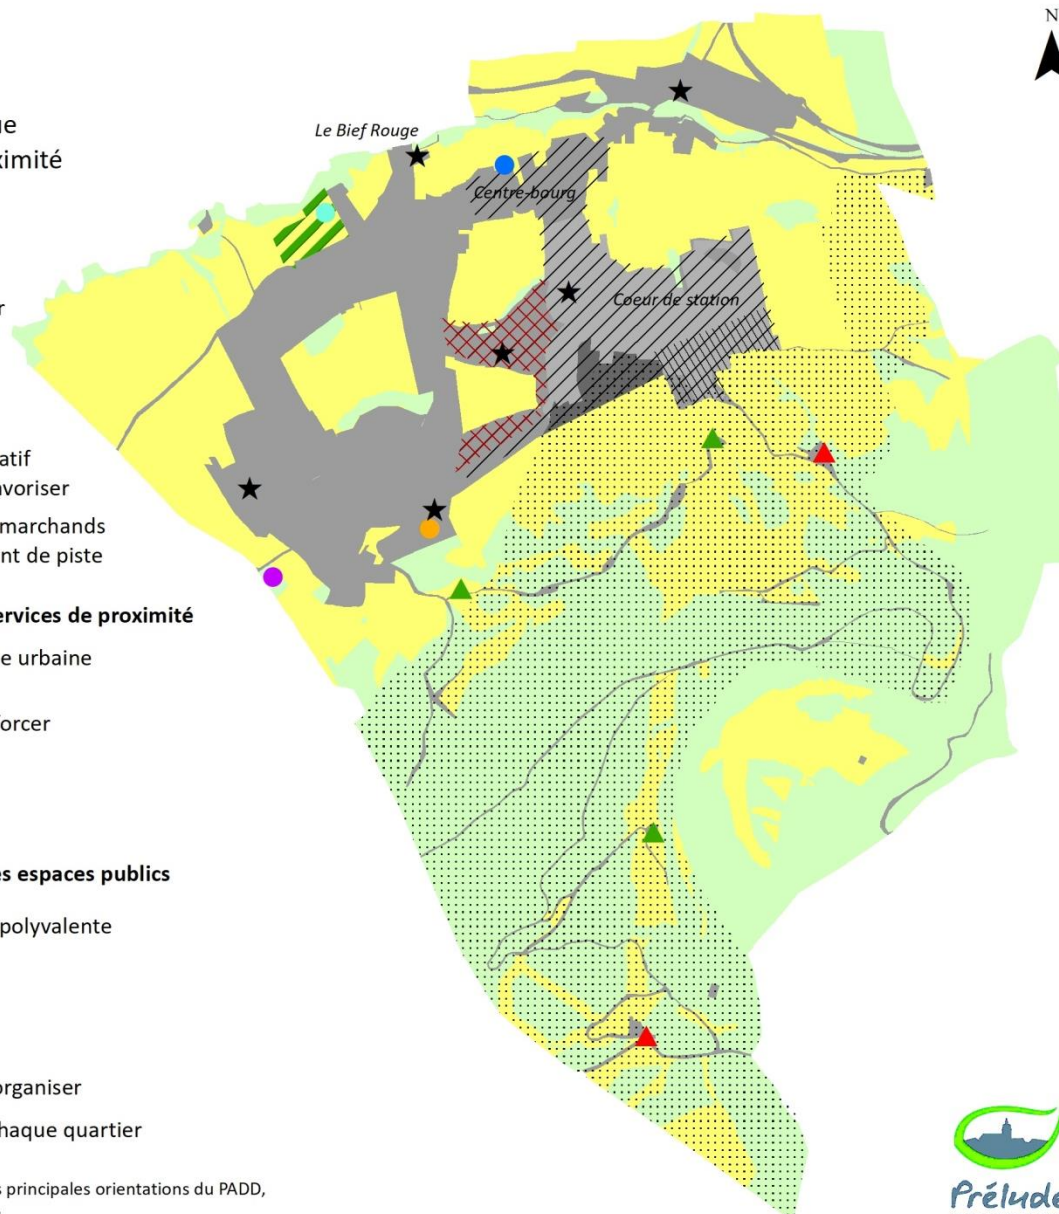 N
ue
ximité
Le Bief Rouge
Centre-bourg
r
Coeur de station
atif
avoriser
marchands
nt de piste
ervices de proximité
e urbaine
forcer
es espaces publics
polyvalente
organiser
haque quartier
s principales orientations du PADD,
Prélude